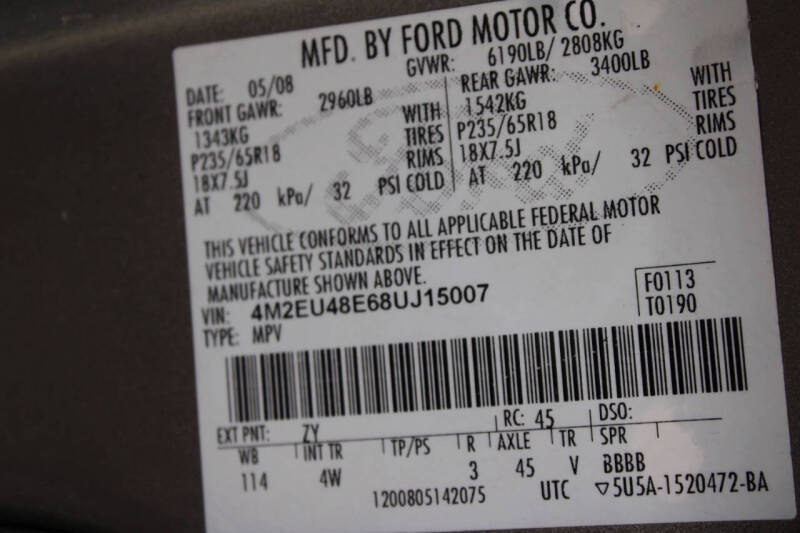 MFD. BY FORD MOTOR CO.
DATE: 05/08 GVWR: 6190LB/ 2808KG
FRONT GAWR: 2960LB REAR GAWR: 3400LB
1343KG WITH 1542KG WITH
P235/65R18 TIRES P235/65R18 TIRES
18X7.5J RIMS 18X7.5J RIMS
AT 220 kPa/ 32 PSI COLD AT 220 kPa/ 32 PSI COLD
THIS VEHICLE CONFORMS TO ALL APPLICABLE FEDERAL MOTOR
VEHICLE SAFETY STANDARDS IN EFFECT ON THE DATE OF
MANUFACTURE SHOWN ABOVE.
VIN: 4M2EU48E68UJ15007 F0113
TYPE: MPV T0190
EXT PNT: ZY RC: 45 DSO:
WB INT TR TP/PS R AXLE TR SPR
114 4W 3 45 V BBBB
1200805142075 UTC ▽5U5A-1520472-BA